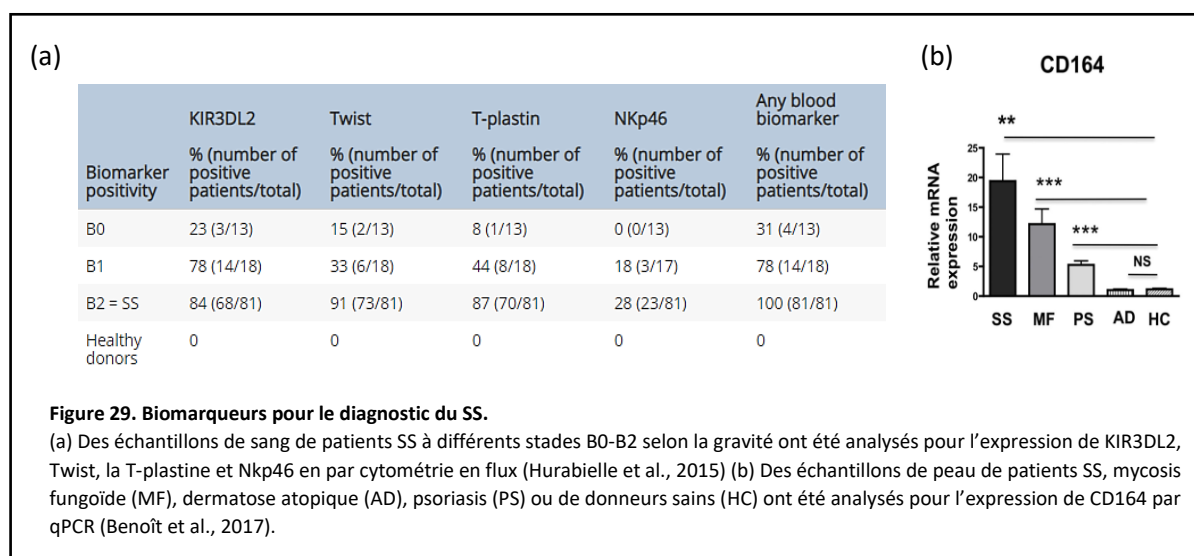 (a)
KIR3DL2 Twist T-plastin NKp46 Any blood biomarker
Biomarker positivity % (number of positive patients/total) % (number of positive patients/total) % (number of positive patients/total) % (number of positive patients/total) % (number of positive patients/total)
B0 23 (3/13) 15 (2/13) 8 (1/13) 0 (0/13) 31 (4/13)
B1 78 (14/18) 33 (6/18) 44 (8/18) 18 (3/17) 78 (14/18)
B2 = SS 84 (68/81) 91 (73/81) 87 (70/81) 28 (23/81) 100 (81/81)
Healthy donors 0 0 0 0 0
(b)
CD164
Relative mRNA
expression
25
20
15
10
5
0
**
***
***
NS
SS MF PS AD HC
Figure 29. Biomarqueurs pour le diagnostic du SS.
(a) Des échantillons de sang de patients SS à différents stades B0-B2 selon la gravité ont été analysés pour l’expression de KIR3DL2,
Twist, la T-plastine et Nkp46 en par cytométrie en flux (Hurabielle et al., 2015) (b) Des échantillons de peau de patients SS, mycosis
fungoïde (MF), dermatose atopique (AD), psoriasis (PS) ou de donneurs sains (HC) ont été analysés pour l’expression de CD164 par
qPCR (Benoît et al., 2017).